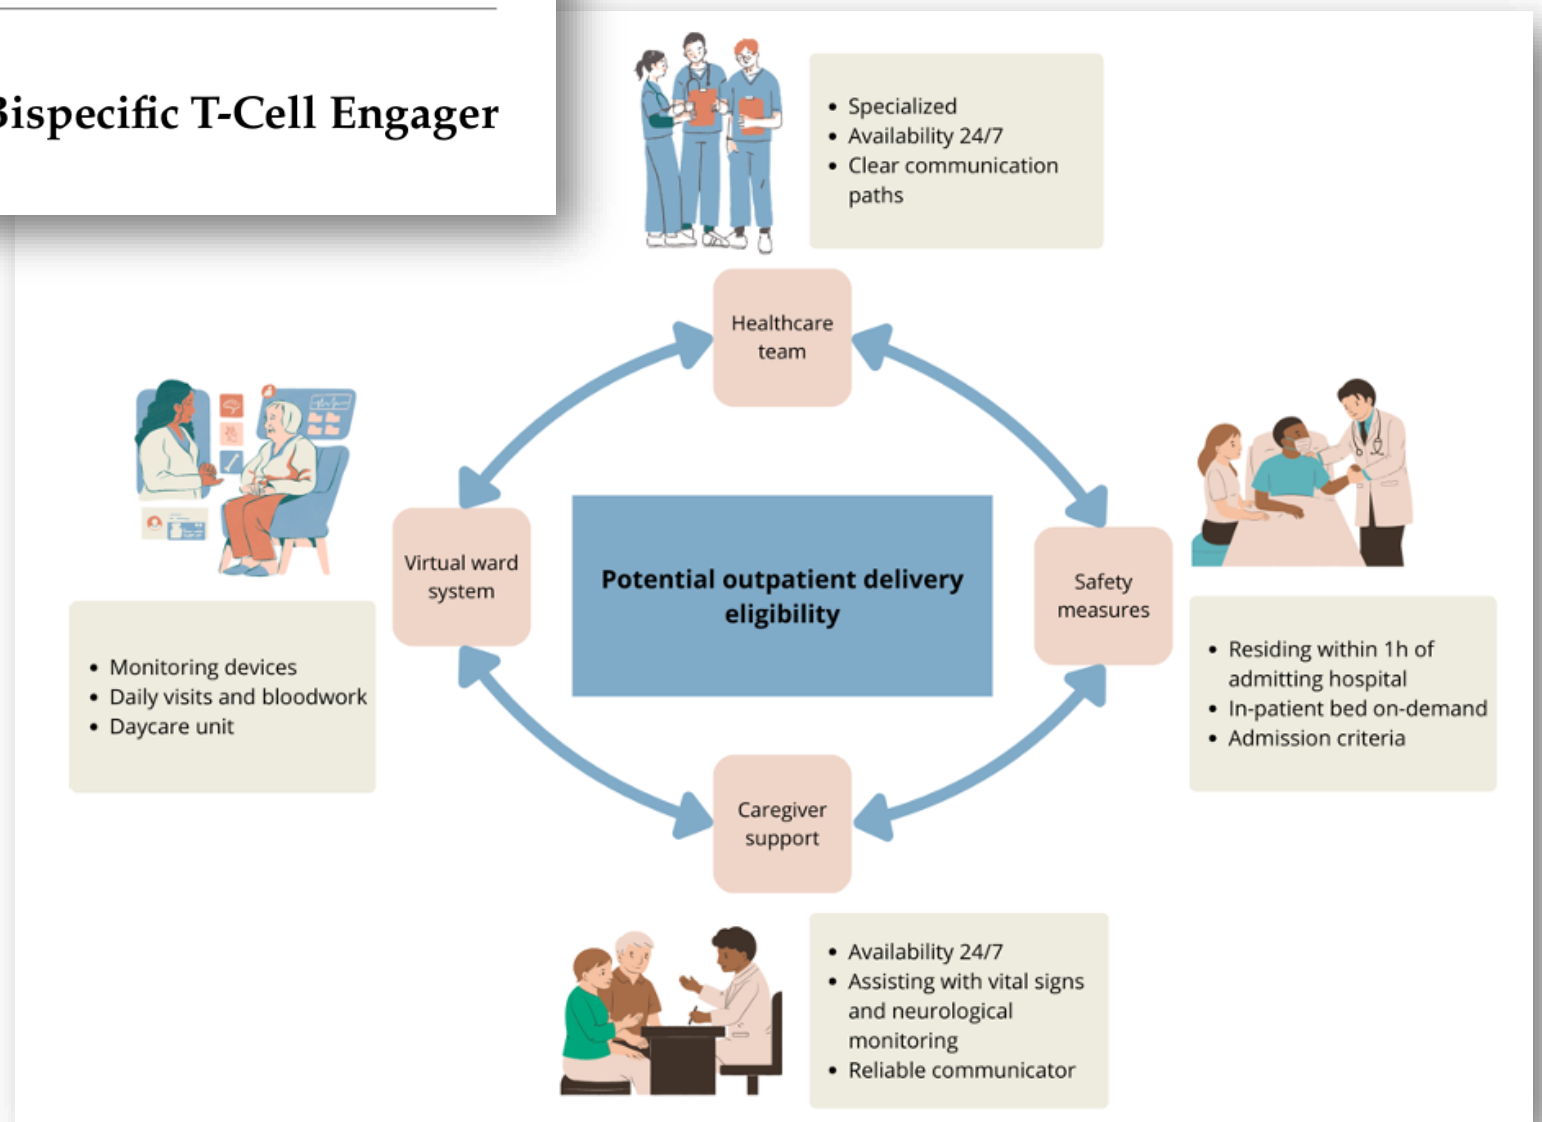 Bispecific T-Cell Engager
• Specialized
• Availability 24/7
• Clear communication
paths
Healthcare
team
Virtual ward
system
Potential outpatient delivery
eligibility
Safety
measures
• Monitoring devices
• Daily visits and bloodwork
• Daycare unit
• Residing within 1h of
admitting hospital
• In-patient bed on-demand
• Admission criteria
Caregiver
support
• Availability 24/7
• Assisting with vital signs
and neurological
monitoring
• Reliable communicator